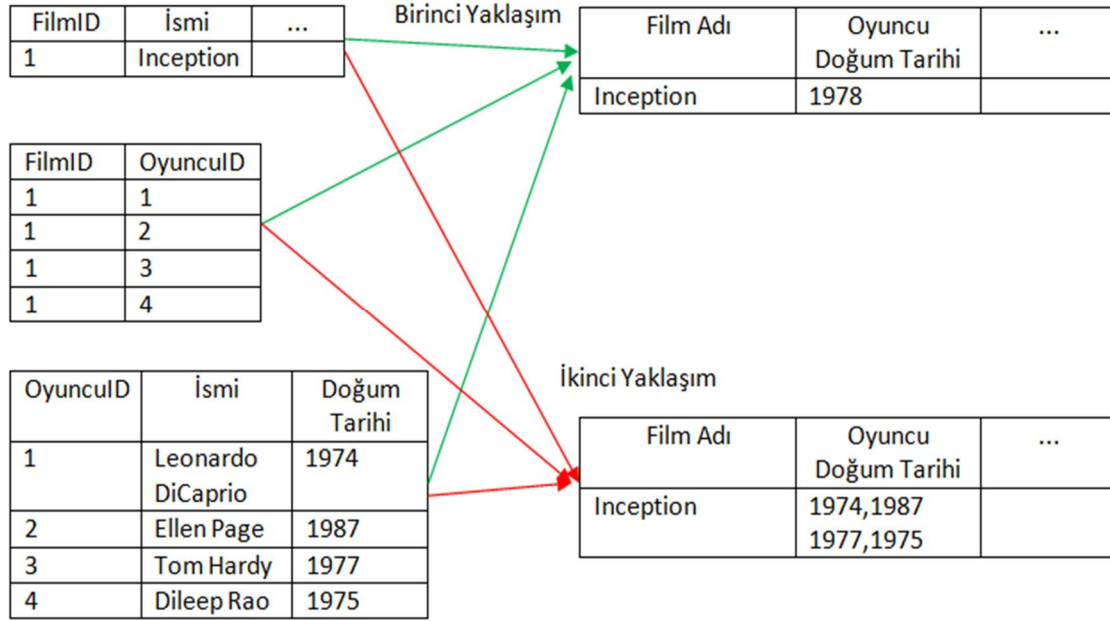 FilmID İsmi ...
1 Inception
Birinci Yaklaşım
Film Adı Oyuncu ...
Doğum Tarihi
Inception 1978
FilmID OyuncuID
1 1
1 2
1 3
1 4
OyuncuID İsmi Doğum
Tarihi
1 Leonardo 1974
DiCaprio
2 Ellen Page 1987
3 Tom Hardy 1977
4 Dileep Rao 1975
İkinci Yaklaşım
Film Adı Oyuncu ...
Doğum Tarihi
Inception 1974,1987
1977,1975